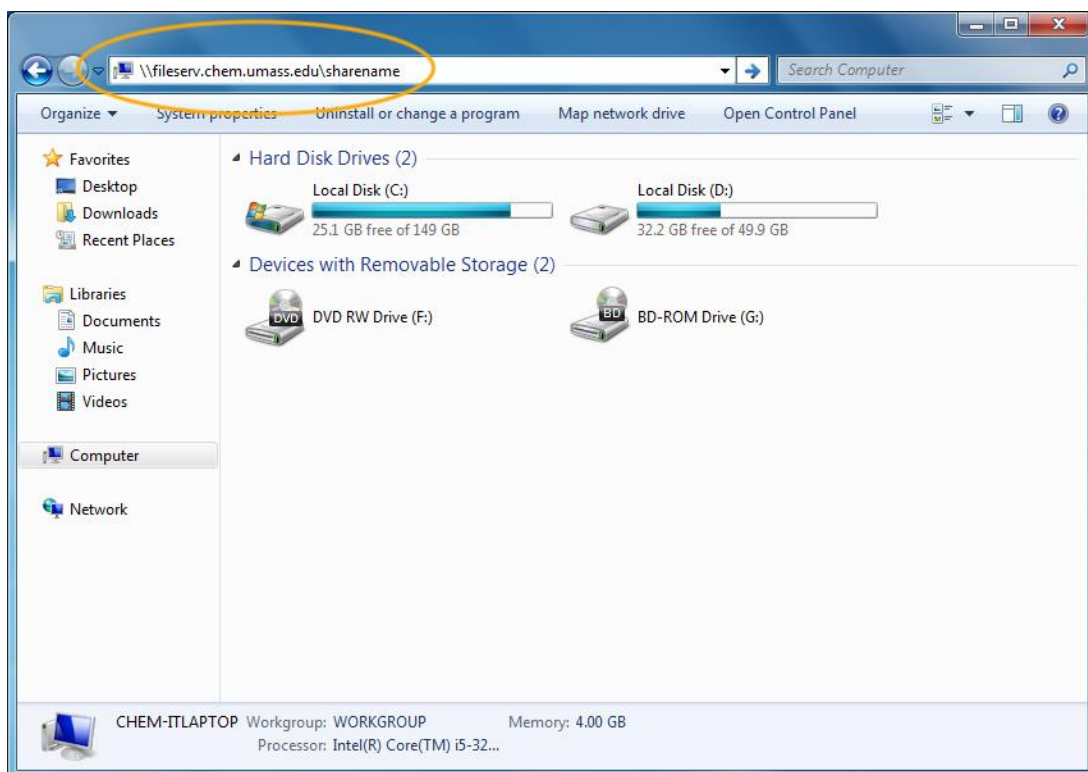 \\fileserv.chem.umass.edu\sharename
Search Computer
Organize System properties Uninstall or change a program Map network drive Open Control Panel
Favorites
Desktop
Downloads
Recent Places
Libraries
Documents
Music
Pictures
Videos
Computer
Network
Hard Disk Drives (2)
Local Disk (C:)
25.1 GB free of 149 GB
Local Disk (D:)
32.2 GB free of 49.9 GB
Devices with Removable Storage (2)
DVD
DVD RW Drive (F:)
BD
BD-ROM Drive (G:)
CHEM-ITLAPTOP Workgroup: WORKGROUP Memory: 4.00 GB
Processor: Intel(R) Core(TM) i5-32...